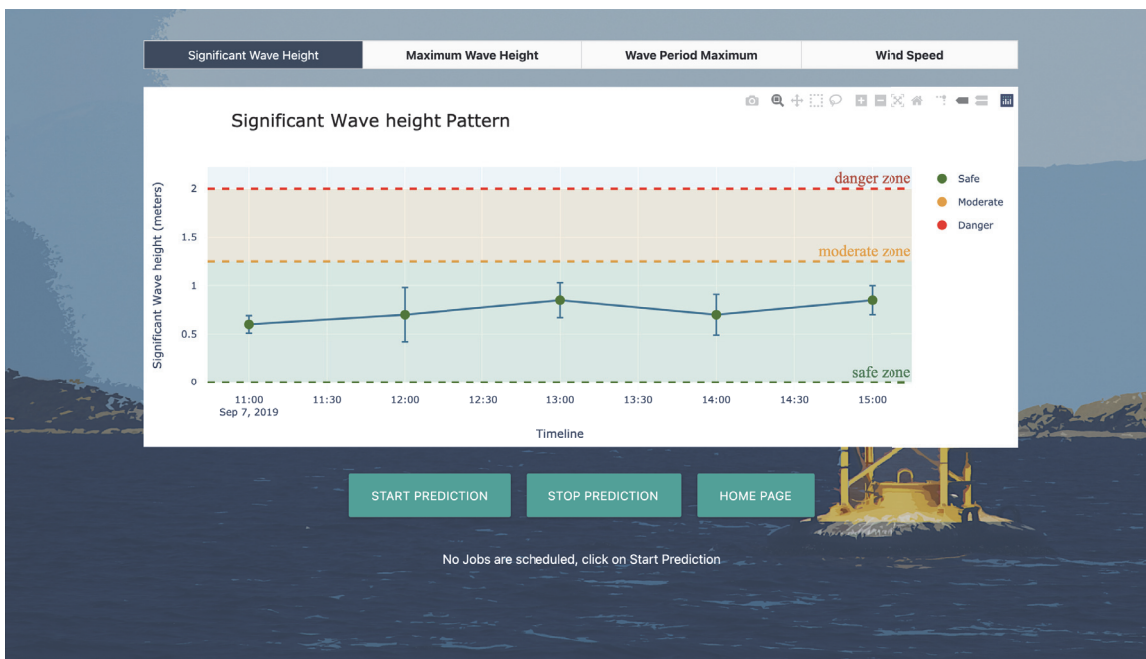 Significant Wave Height
Maximum Wave Height
Wave Period Maximum
Wind Speed
Significant Wave height Pattern
danger zone
moderate zone
safe zone
Safe
Moderate
Danger
Significant Wave height (meters)
2
1.5
1
0.5
0
11:00 11:30 12:00 12:30 13:00 13:30 14:00 14:30 15:00
Sep 7, 2019
Timeline
START PREDICTION
STOP PREDICTION
HOME PAGE
No Jobs are scheduled, click on Start Prediction